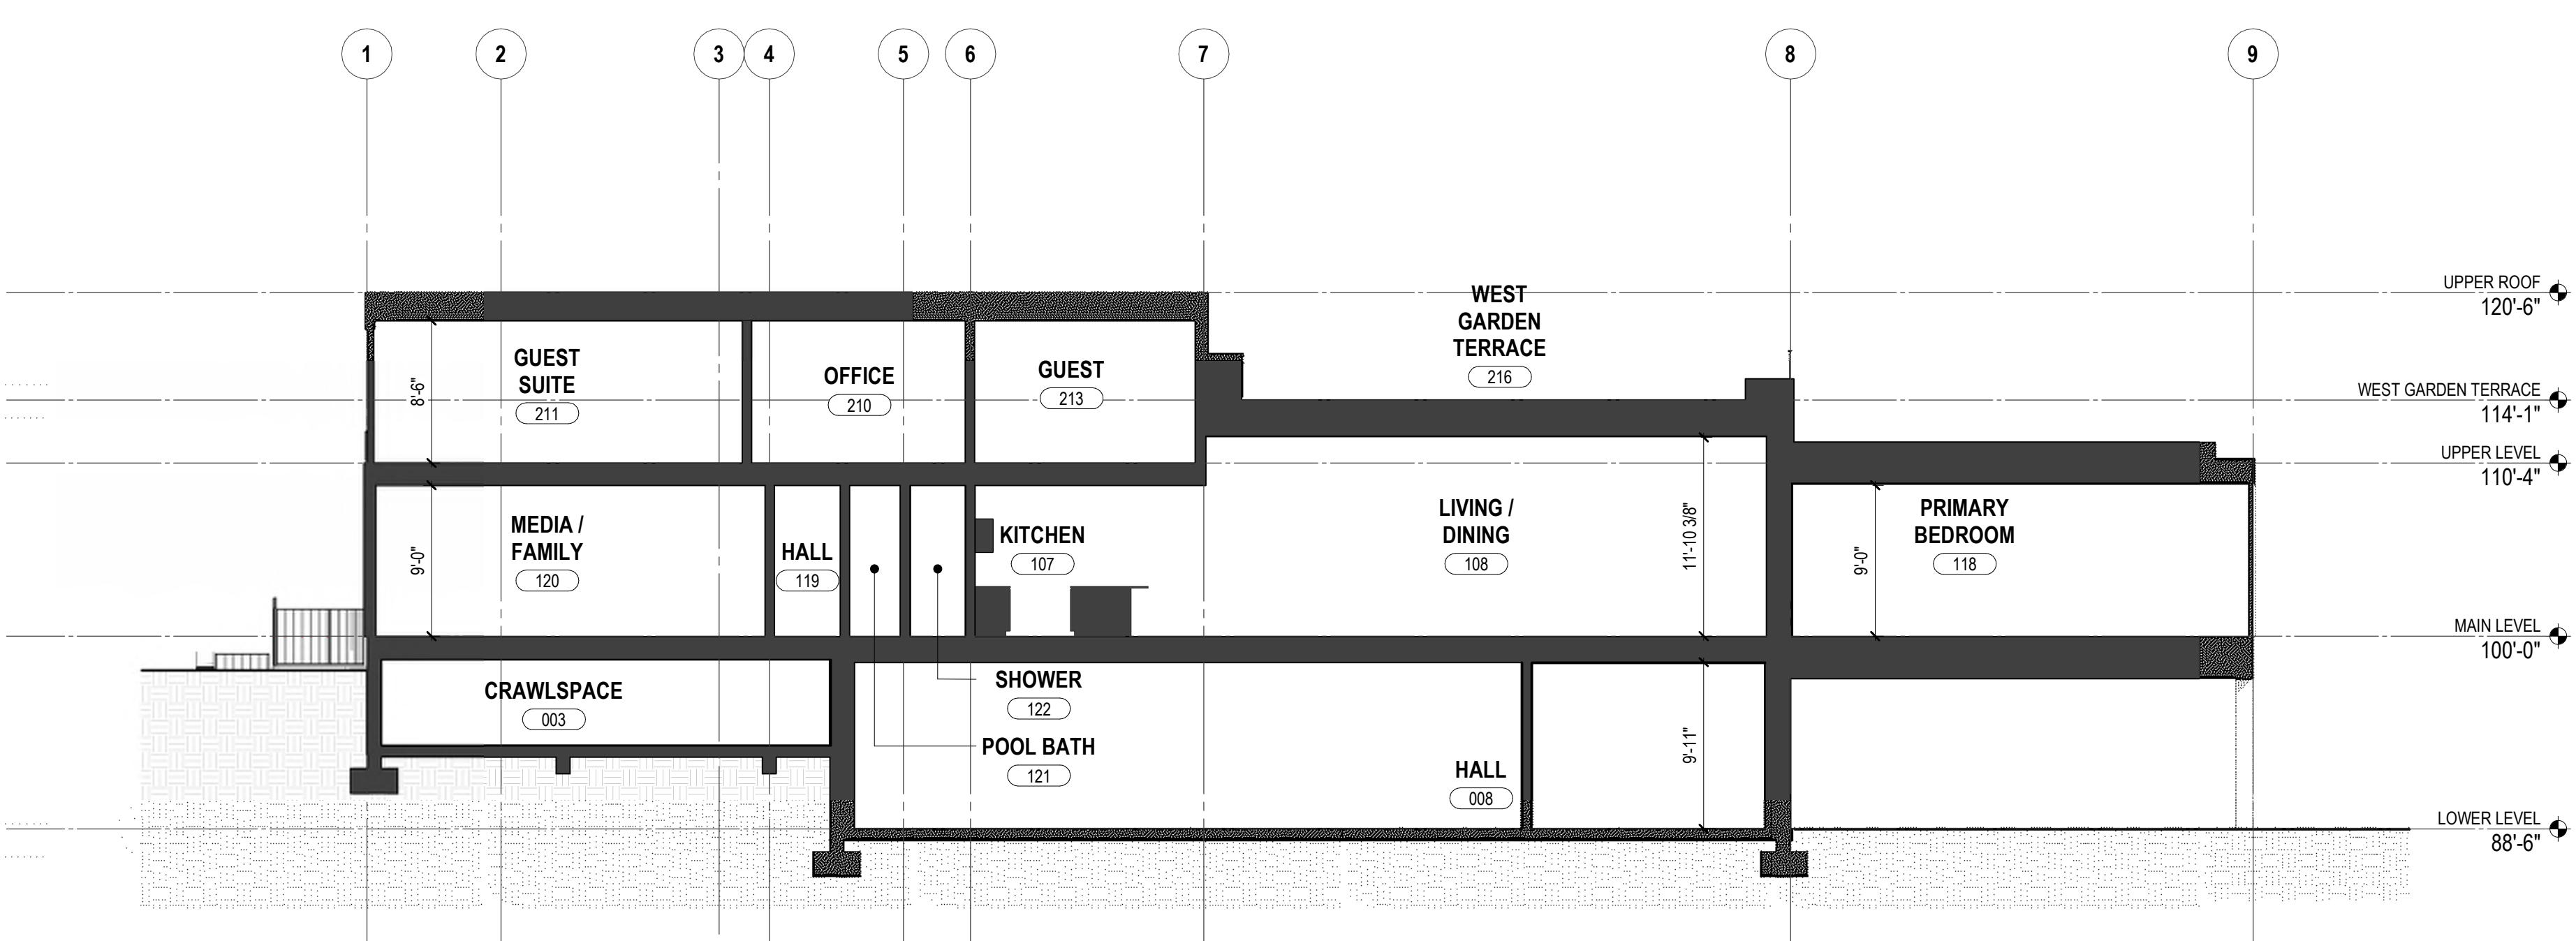 1
2
3
4
5
6
7
8
9
UPPER ROOF
120'-6"
WEST
GARDEN
TERRACE
216
GUEST
SUITE
211
OFFICE
210
GUEST
213
8'-6"
WEST GARDEN TERRACE
114'-1"
UPPER LEVEL
110'-4"
MEDIA /
FAMILY
120
9'-0"
HALL
119
KITCHEN
107
LIVING /
DINING
108
11'-10 3/8"
PRIMARY
BEDROOM
118
9'-0"
MAIN LEVEL
100'-0"
CRAWLSPACE
003
SHOWER
122
POOL BATH
121
HALL
008
9'-11"
LOWER LEVEL
88'-6"